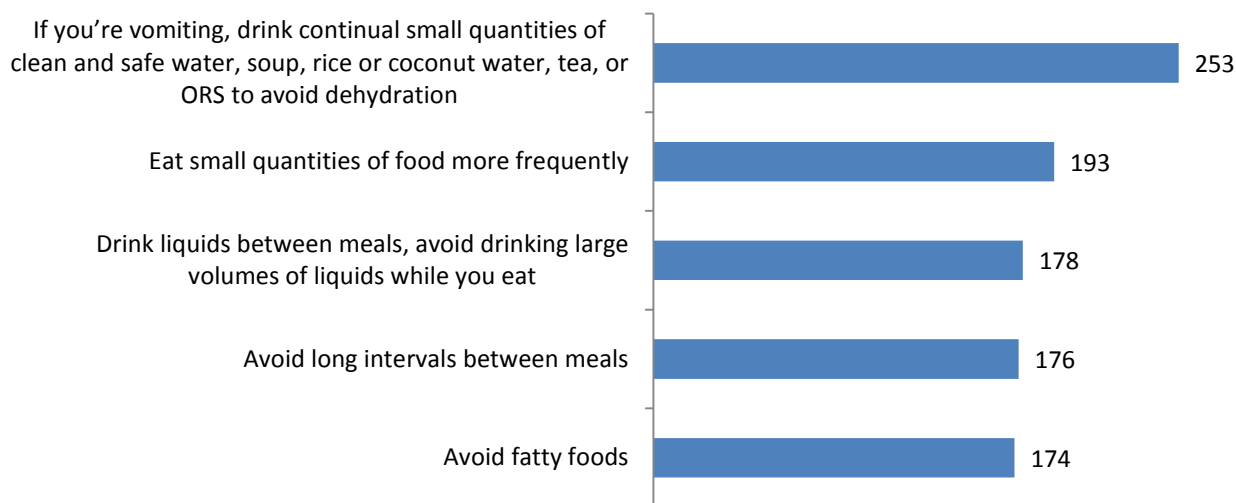 If you’re vomiting, drink continual small quantities of
clean and safe water, soup, rice or coconut water, tea, or
ORS to avoid dehydration
253
Eat small quantities of food more frequently
193
Drink liquids between meals, avoid drinking large
volumes of liquids while you eat
178
Avoid long intervals between meals
176
Avoid fatty foods
174